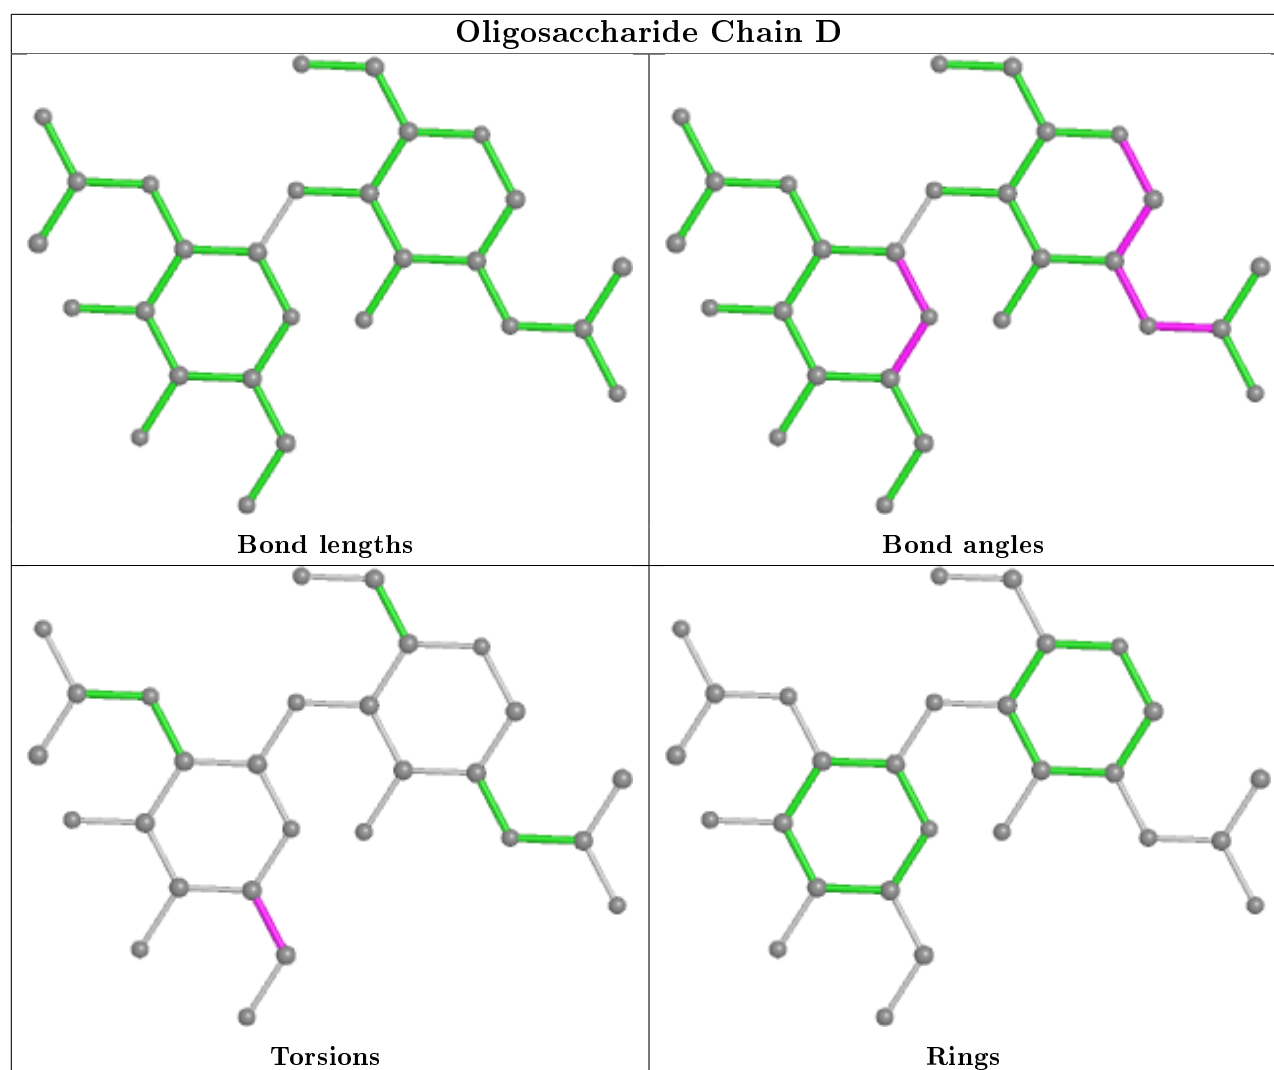 Oligosaccharide Chain D
Bond lengths
Bond angles
Torsions
Rings